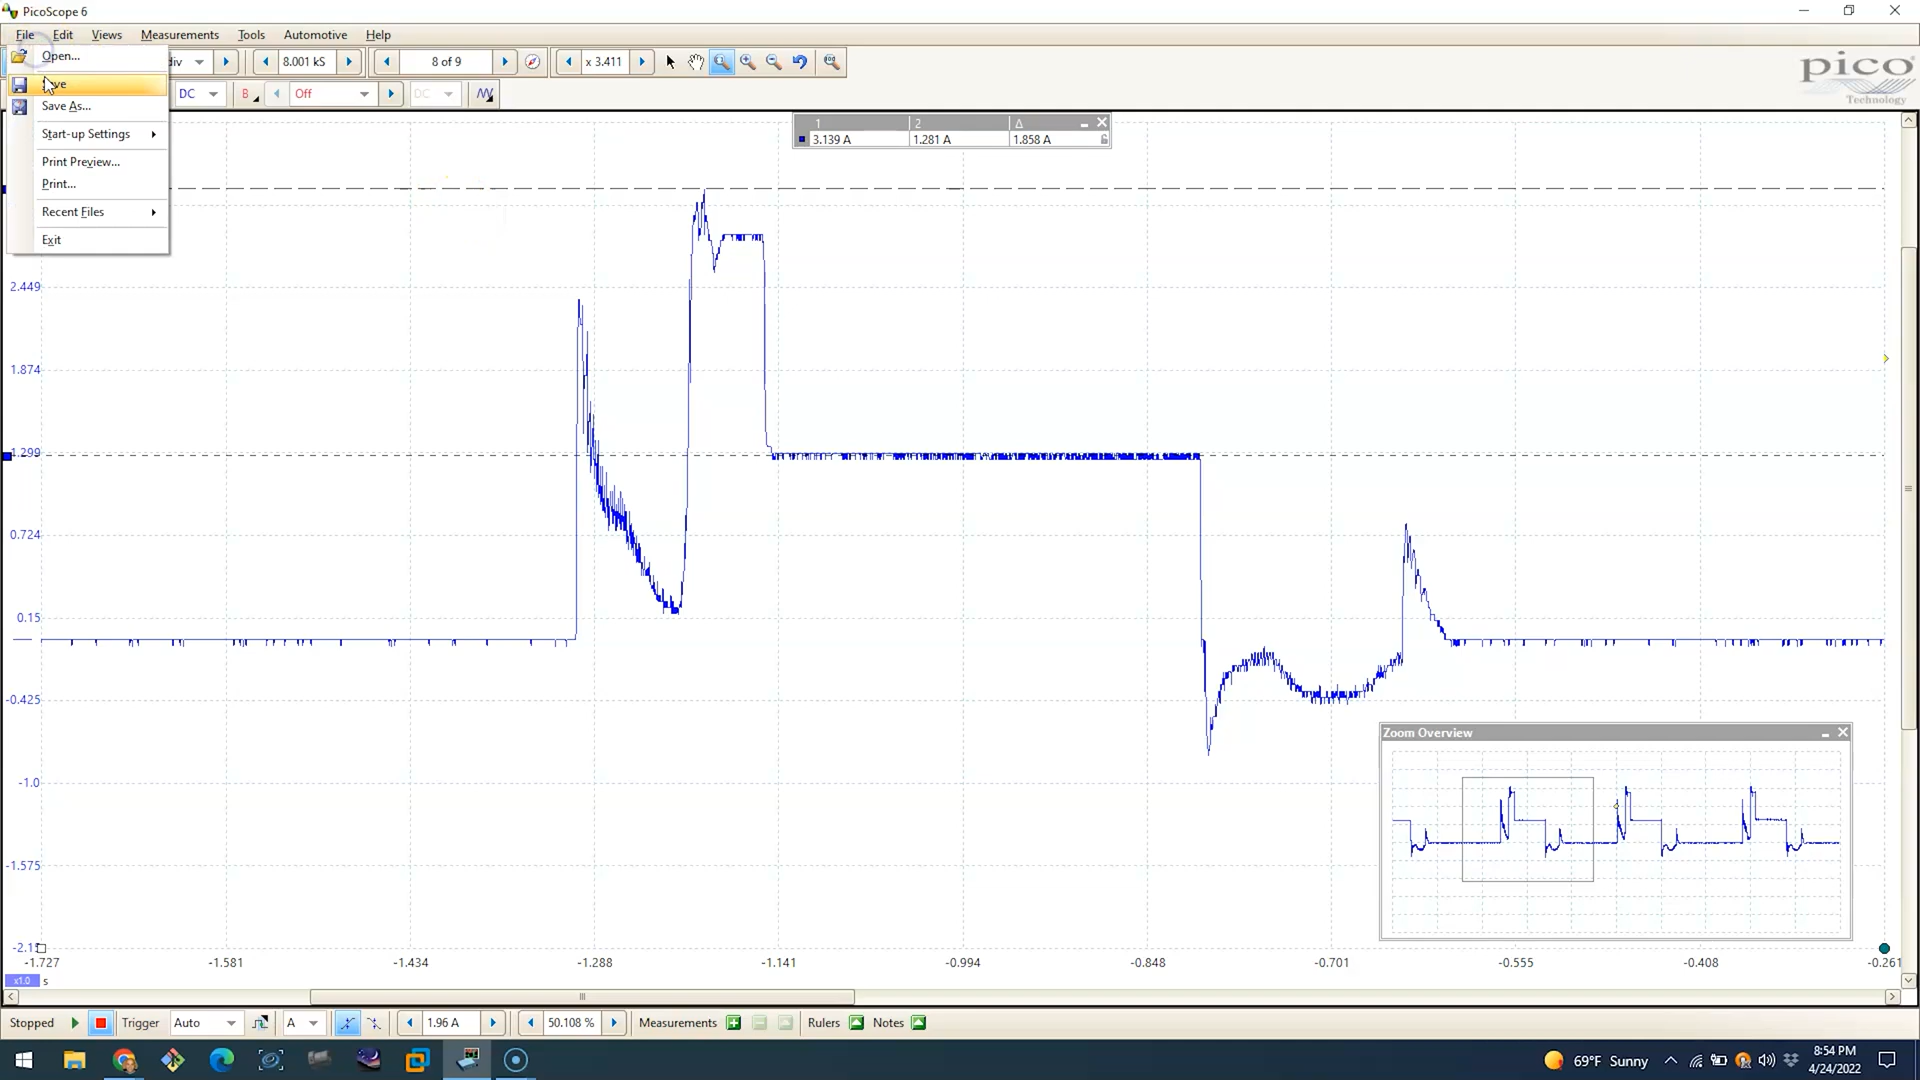 PicoScope 6
File Edit Views Measurements Tools Automotive Help
Open...
Save As...
Start-up Settings
Print Preview...
Print...
Recent Files
Exit
div 8.001 kS 8 of 9 x 3.411
DC B Off DC
pico
Technology
1 2 Δ
3.139 A 1.281 A 1.858 A
2.449
1.874
1.299
0.724
0.15
-0.425
-1.0
-1.575
Zoom Overview
-1.727 -1.581 -1.434 -1.288 -1.141 -0.994 -0.848 -0.701 -0.555 -0.408 -0.261
x1.0 s
Stopped Trigger Auto A 1.96 A 50.108 % Measurements Rulers Notes
69°F Sunny
8:54 PM
4/24/2022